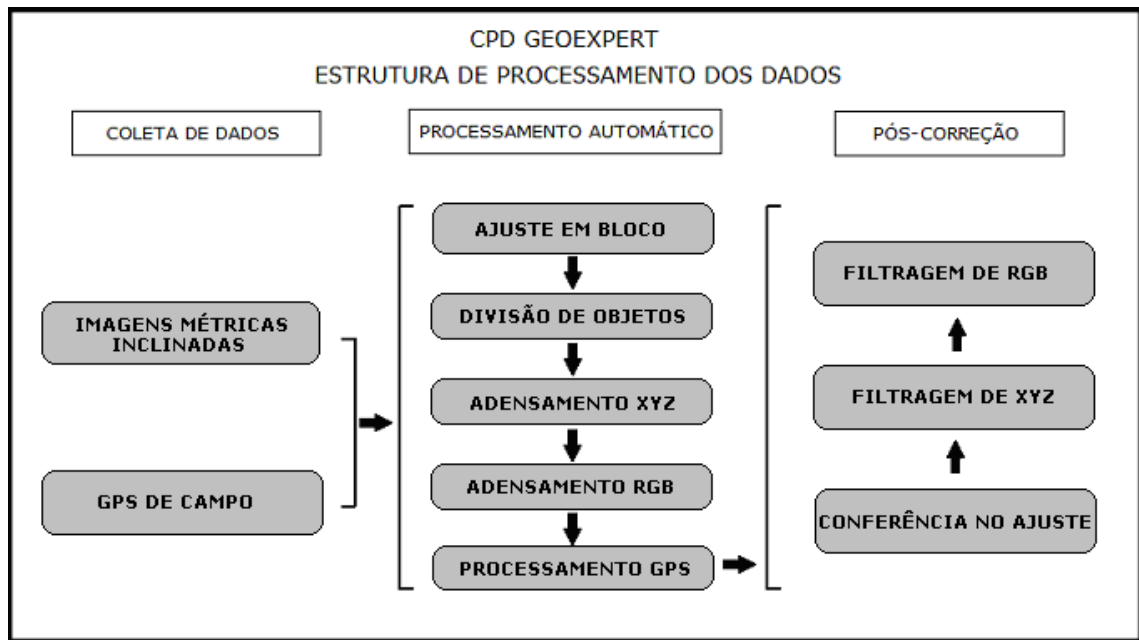 CPD GEOEXPERT
ESTRUTURA DE PROCESSAMENTO DOS DADOS
COLETA DE DADOS
PROCESSAMENTO AUTOMÁTICO
PÓS-CORREÇÃO
IMAGENS MÉTRICAS
INCLINADAS
GPS DE CAMPO
AJUSTE EM BLOCO
DIVISÃO DE OBJETOS
ADENSAMENTO XYZ
ADENSAMENTO RGB
PROCESSAMENTO GPS
FILTRAGEM DE RGB
FILTRAGEM DE XYZ
CONFERÊNCIA NO AJUSTE